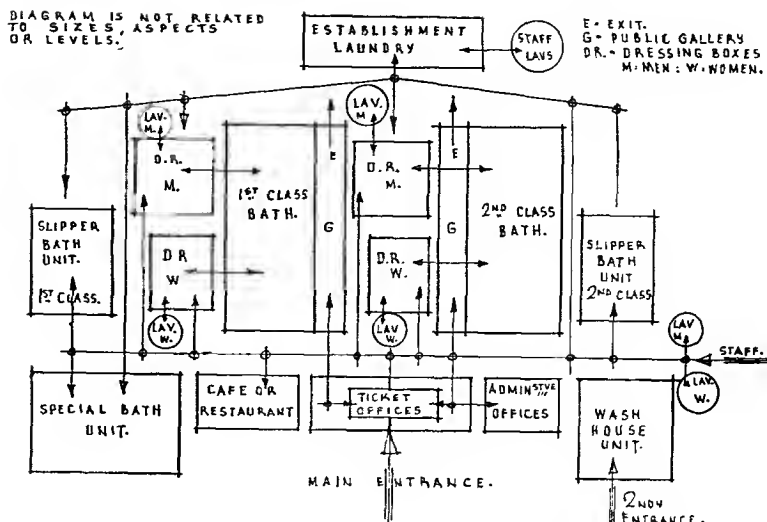 DIAGRAM IS NOT RELATED
TO SIZES, ASPECTS
OR LEVELS.
ESTABLISHMENT
LAUNDRY
STAFF
LAVS
E- EXIT.
G- PUBLIC GALLERY
DR.- DRESSING BOXES
M: MEN: W: WOMEN.
LAV.
M.
D.R.
M.
1ST CLASS
BATH.
E
G
LAV
M
D.R.
M.
2ND CLASS
BATH.
E
G
SLIPPER
BATH
UNIT.
1ST CLASS.
D R
W
LAV.
W.
D.R.
W.
LAV
W.
SLIPPER
BATH
UNIT
2ND CLASS
LAV
M.
STAFF.
LAV.
W.
SPECIAL BATH
UNIT.
CAFE OR
RESTAURANT
TICKET
OFFICES
ADMINSTVE
OFFICES
WASH
HOUSE
UNIT.
MAIN ENTRANCE.
2NDY
ENTRANCE.